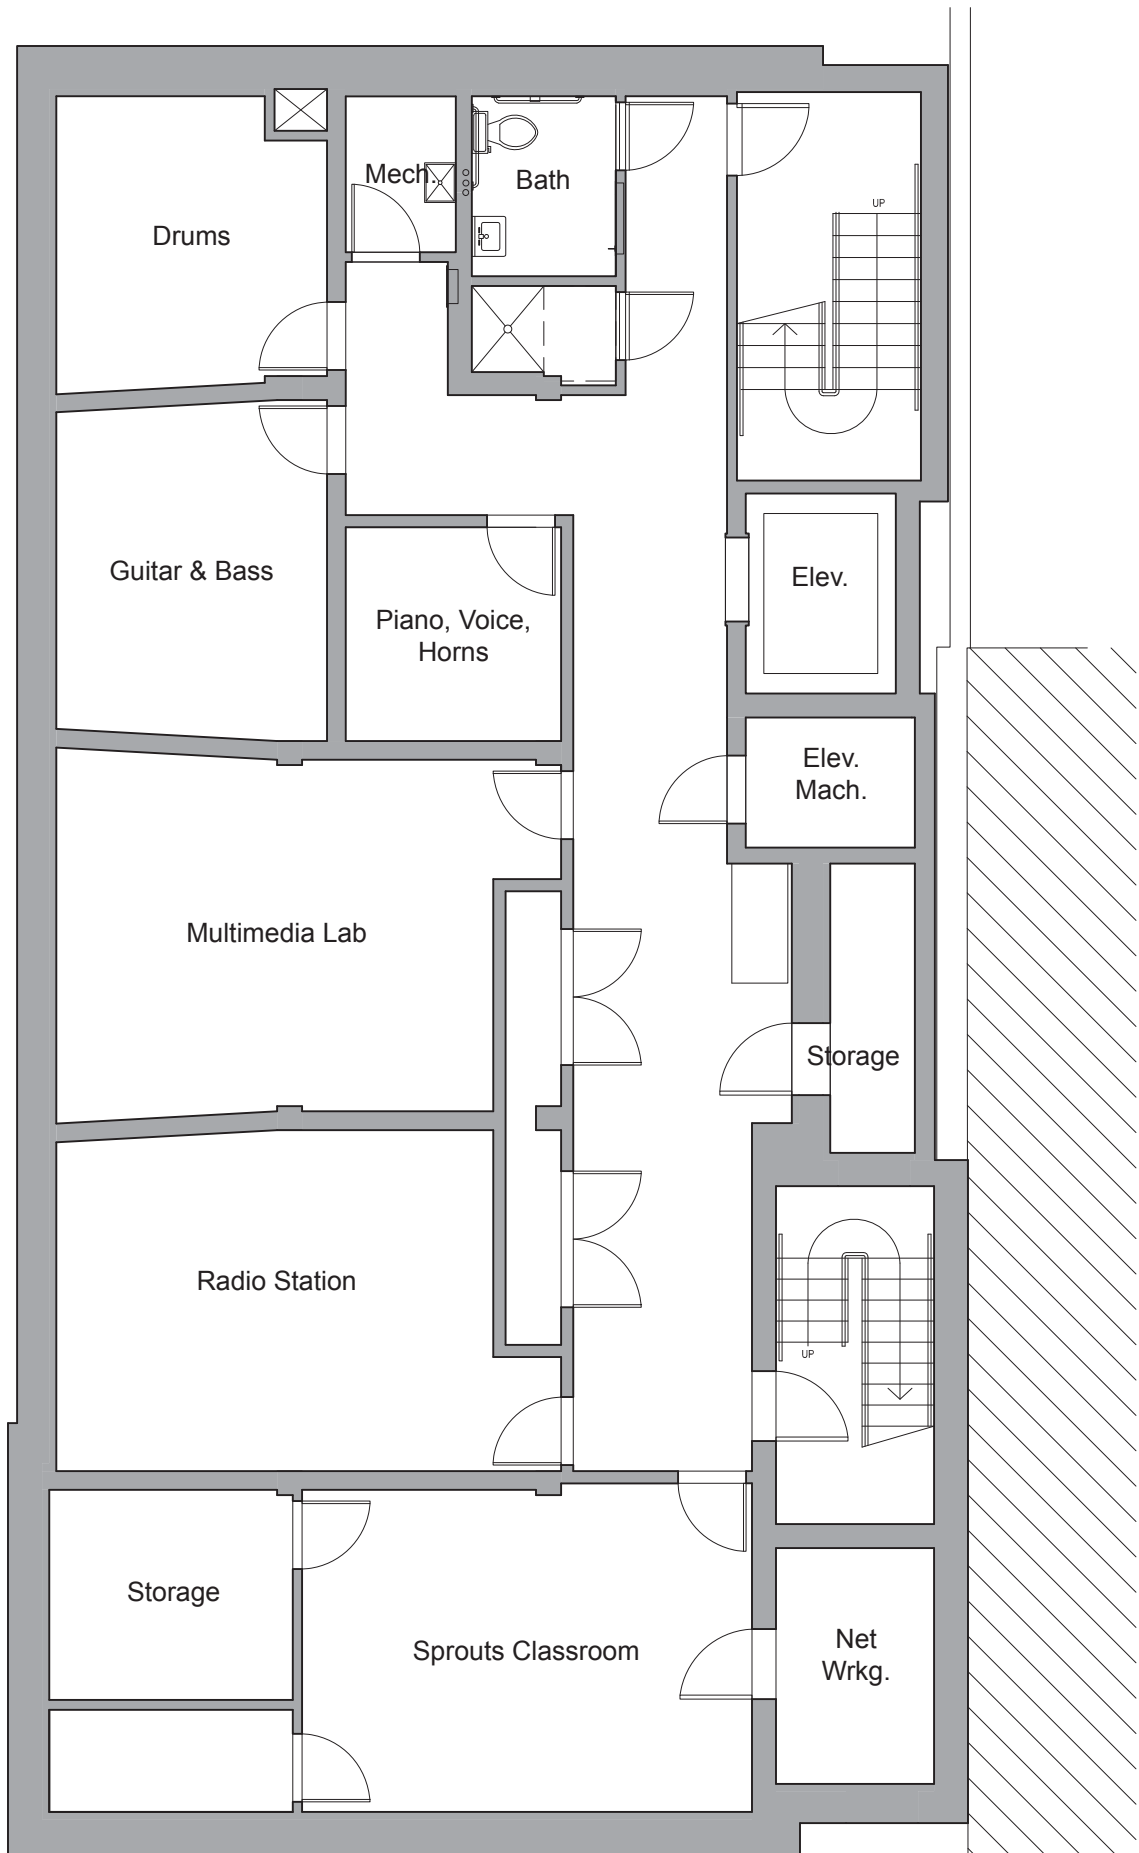 Mech.
Bath
UP
Drums
Guitar & Bass
Elev.
Piano, Voice,
Horns
Elev.
Mach.
Multimedia Lab
Storage
Radio Station
UP
Storage
Sprouts Classroom
Net
Wrkg.